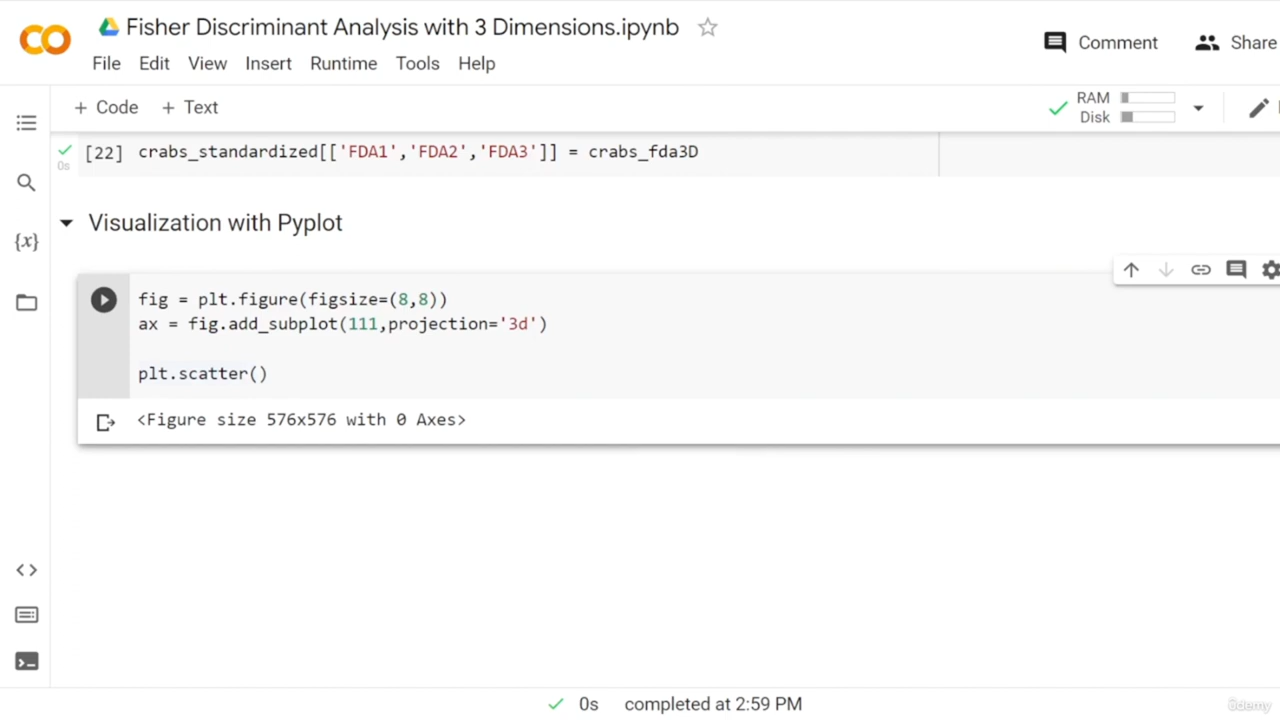 Fisher Discriminant Analysis with 3 Dimensions.ipynb
Comment
Share
File Edit View Insert Runtime Tools Help
+ Code + Text
RAM
Disk
0s
[22] crabs_standardized[['FDA1','FDA2','FDA3']] = crabs_fda3D
Visualization with Pyplot
{x}
fig = plt.figure(figsize=(8,8))
ax = fig.add_subplot(111,projection='3d')
plt.scatter()
<Figure size 576x576 with 0 Axes>
0s completed at 2:59 PM
ûdemy